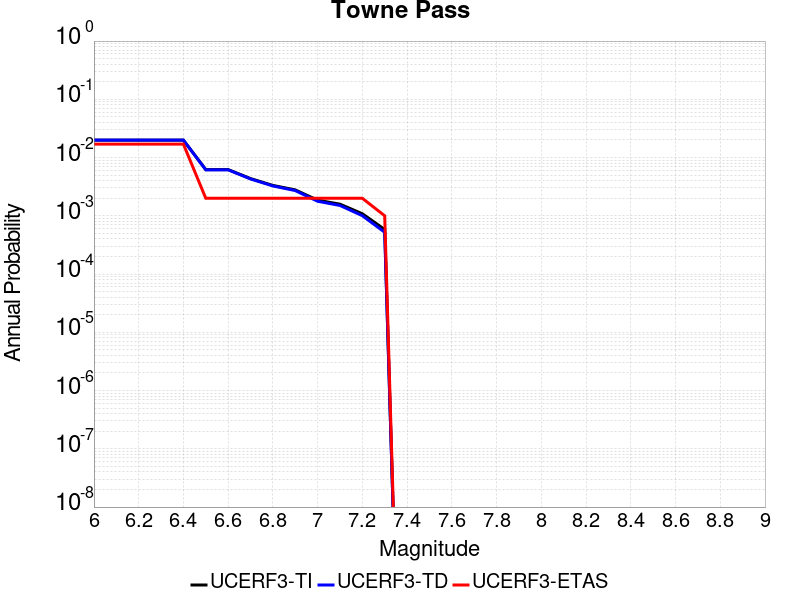 Towne Pass
10^0
10^-1
10^-2
10^-3
10^-4
10^-5
10^-6
10^-7
10^-8
Annual Probability
6 6.2 6.4 6.6 6.8 7 7.2 7.4 7.6 7.8 8 8.2 8.4 8.6 8.8 9
Magnitude
UCERF3-TI UCERF3-TD UCERF3-ETAS